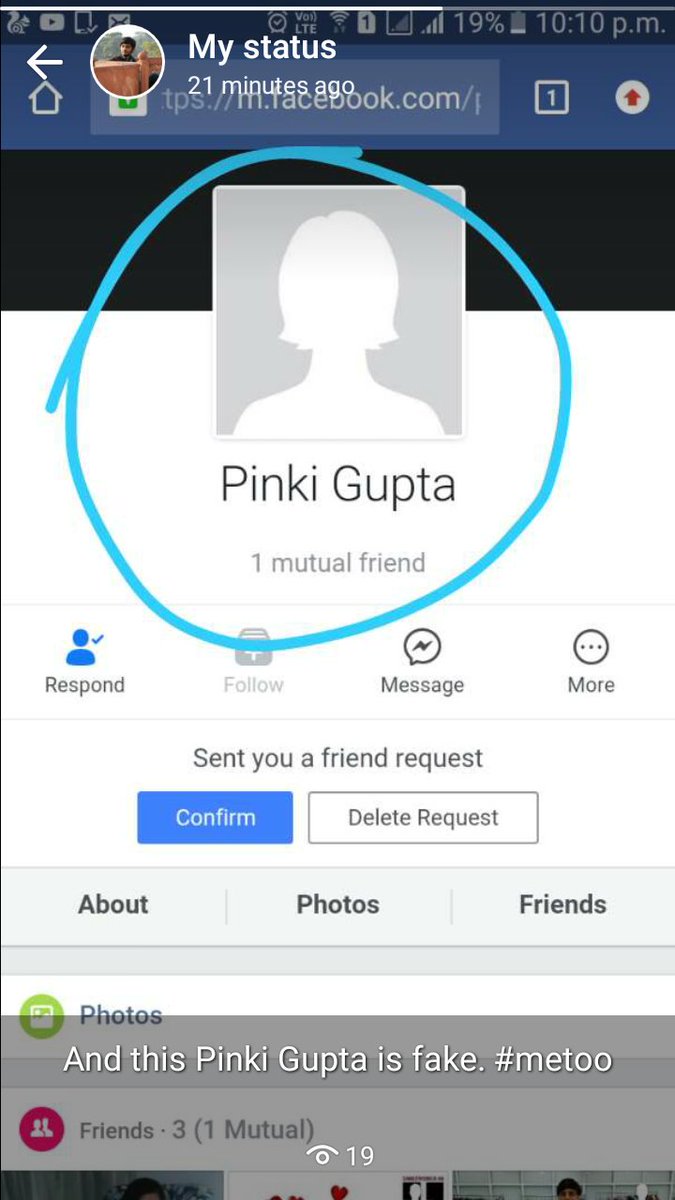 Vo))
LTE
1
19%
10:10 p.m.
My status
21 minutes ago
tps://m.facebook.com/p
1
Pinki Gupta
1 mutual friend
Respond
Follow
Message
More
Sent you a friend request
Confirm
Delete Request
About
Photos
Friends
Photos
And this Pinki Gupta is fake. #metoo
Friends · 3 (1 Mutual)
19